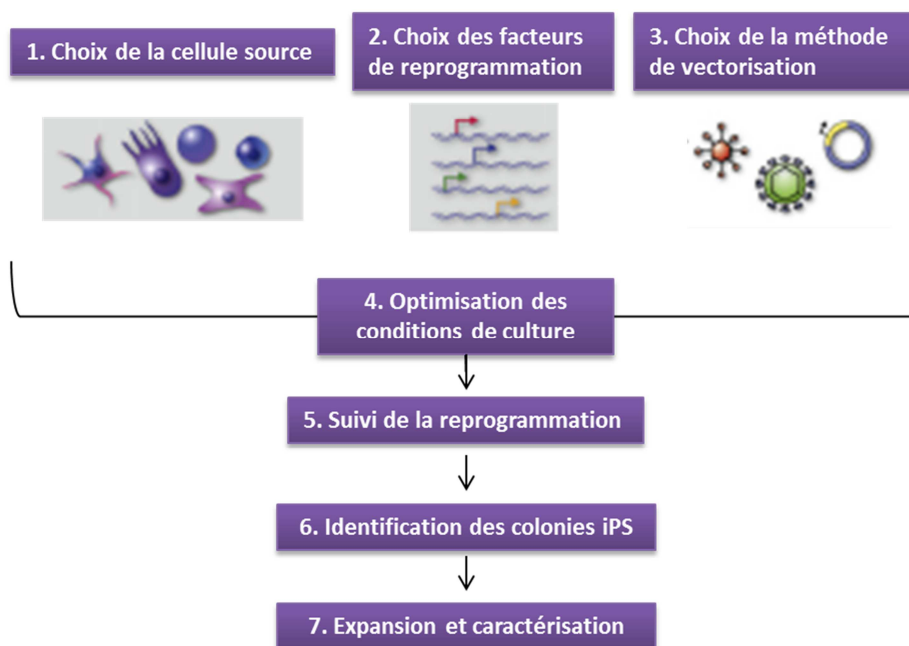 1. Choix de la cellule source
2. Choix des facteurs
de reprogrammation
3. Choix de la méthode
de vectorisation
4. Optimisation des
conditions de culture
5. Suivi de la reprogrammation
6. Identification des colonies iPS
7. Expansion et caractérisation